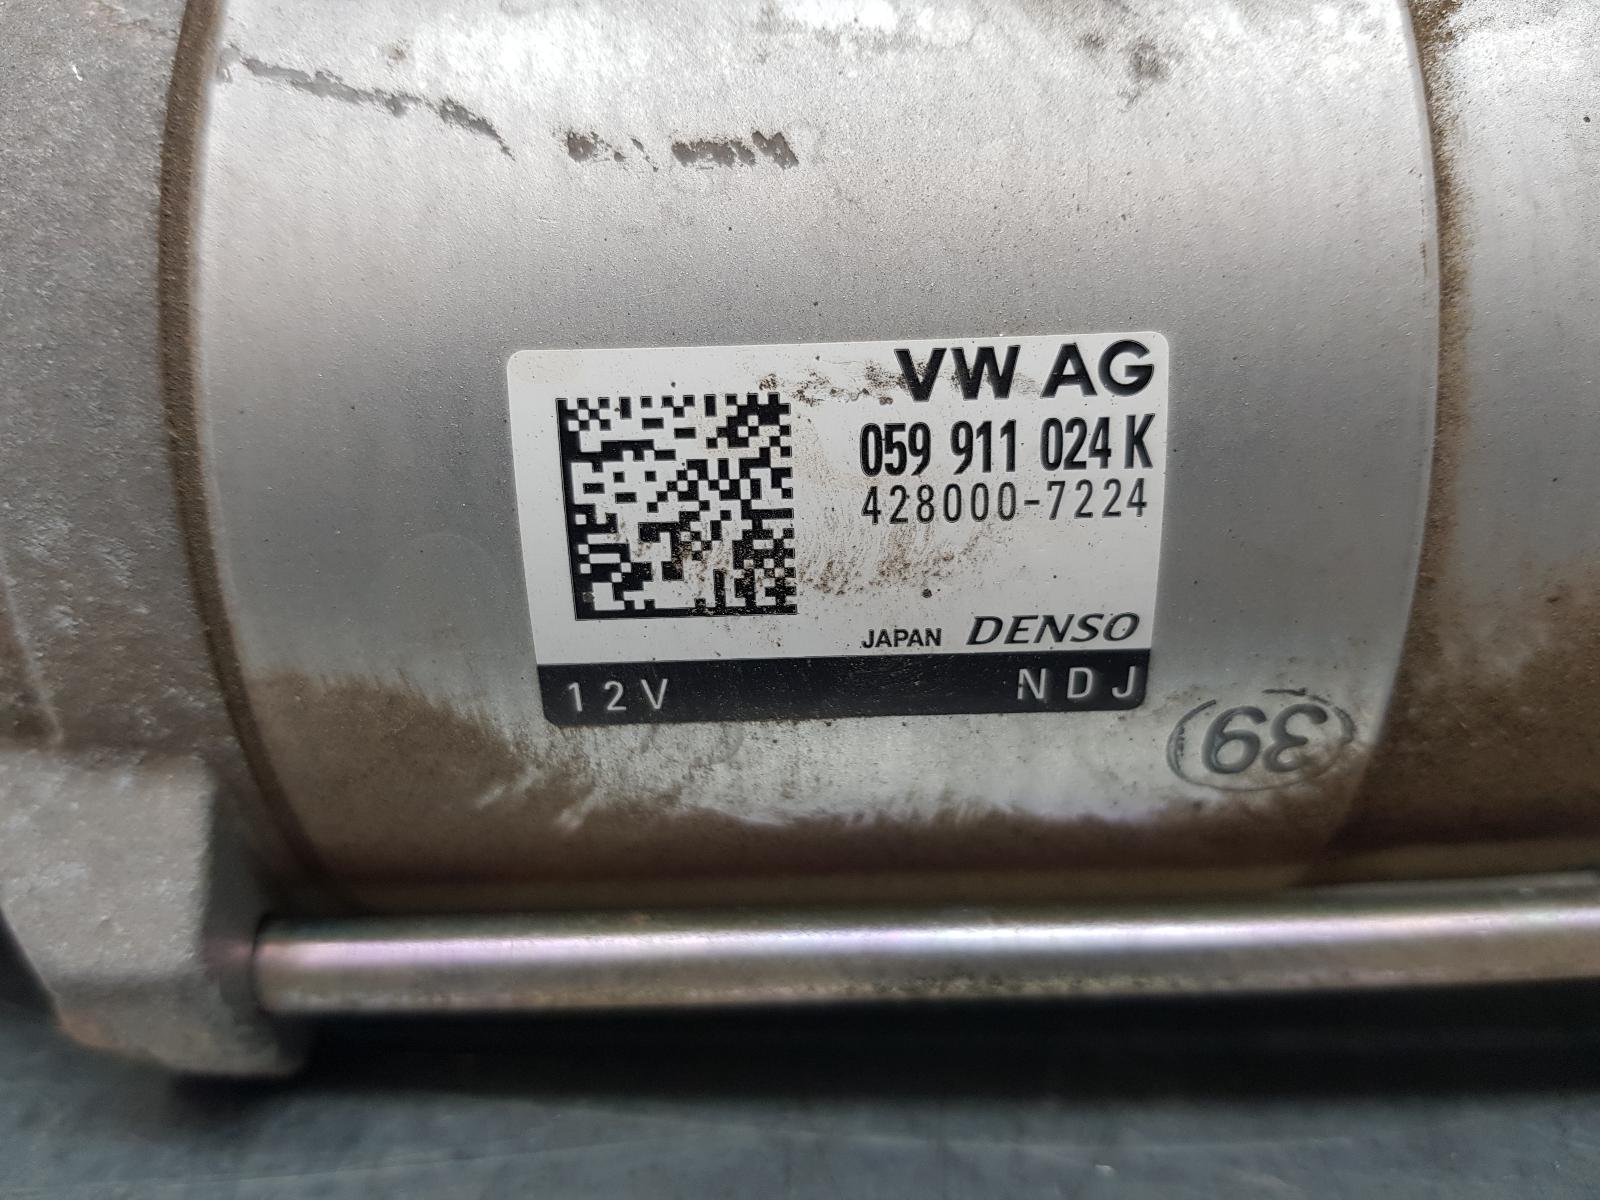 VW AG
059 911 024 K
428000-7224
JAPAN DENSO
12V NDJ
39